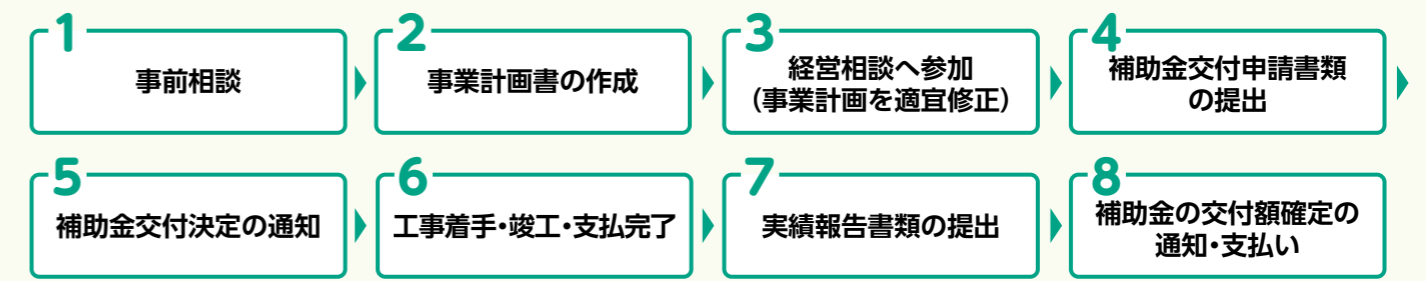 1
事前相談
2
事業計画書の作成
3
経営相談へ参加
(事業計画を適宜修正)
4
補助金交付申請書類
の提出
5
補助金交付決定の通知
6
工事着手・竣工・支払完了
7
実績報告書類の提出
8
補助金の交付額確定の
通知・支払い